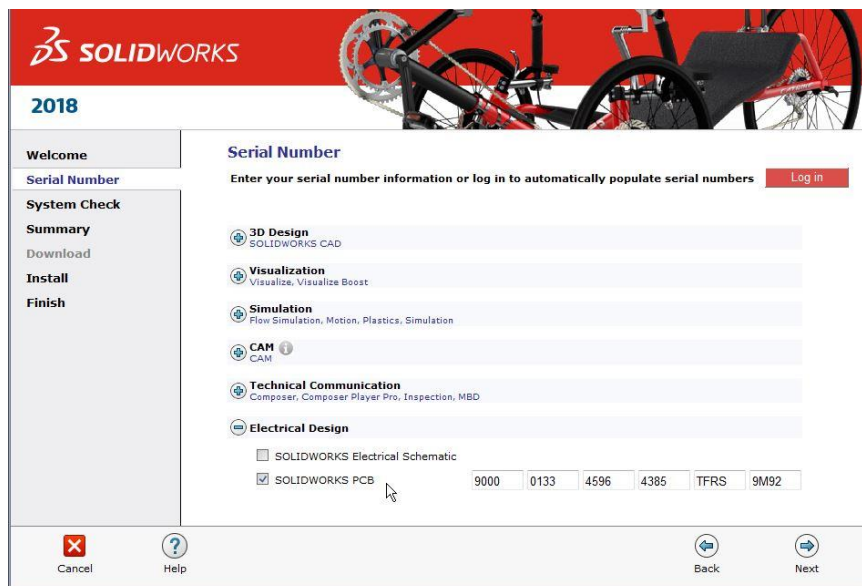 3S SOLIDWORKS
2018
Welcome
Serial Number
System Check
Summary
Download
Install
Finish
Serial Number
Enter your serial number information or log in to automatically populate serial numbers
Log in
3D Design
SOLIDWORKS CAD
Visualization
Visualize, Visualize Boost
Simulation
Flow Simulation, Motion, Plastics, Simulation
CAM
CAM
Technical Communication
Composer, Composer Player Pro, Inspection, MBD
Electrical Design
SOLIDWORKS Electrical Schematic
SOLIDWORKS PCB 9000 0133 4596 4385 TFRS 9M92
Cancel Help Back Next